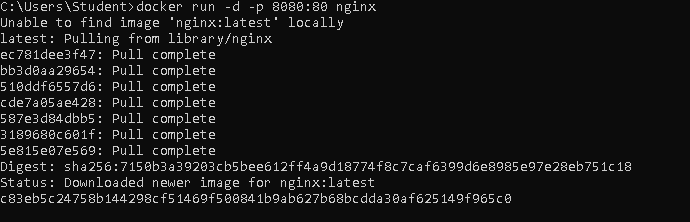 C:\Users\Student>docker run -d -p 8080:80 nginx
Unable to find image 'nginx:latest' locally
latest: Pulling from library/nginx
ec781dee3f47: Pull complete
bb3d0aa29654: Pull complete
510ddf6557d6: Pull complete
cde7a05ae428: Pull complete
587e3d84dbb5: Pull complete
3189680c601f: Pull complete
5e815e07e569: Pull complete
Digest: sha256:7150b3a39203cb5bee612ff4a9d18774f8c7caf6399d6e8985e97e28eb751c18
Status: Downloaded newer image for nginx:latest
c83eb5c24758b144298cf51469f500841b9ab627b68bcdda30af625149f965c0